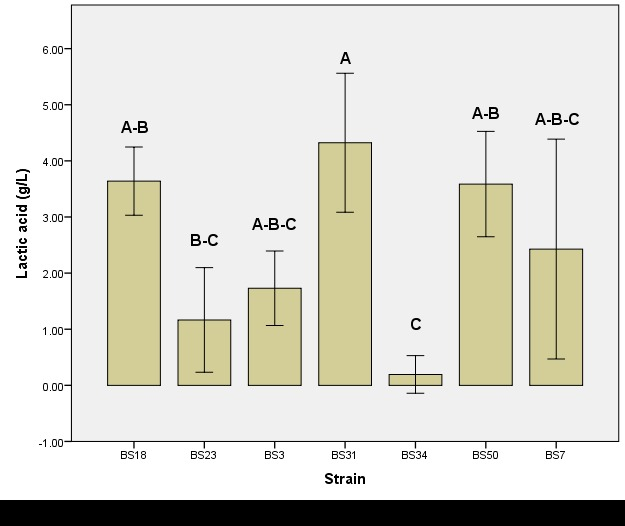 6.00
A
5.00
A-B
A-B-C
A-B
4.00
Lactic acid (g/L)
3.00
B-C
A-B-C
2.00
C
1.00
0.00
-1.00
BS18 BS23 BS3 BS31 BS34 BS50 BS7
Strain